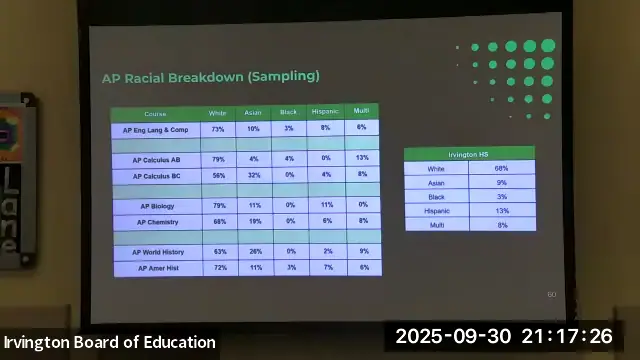 AP Racial Breakdown (Sampling)
Course White Asian Black Hispanic Multi
AP Eng Lang & Comp 73% 10% 3% 8% 6%
AP Calculus AB 79% 4% 4% 0% 13%
AP Calculus BC 56% 32% 0% 4% 8%
AP Biology 79% 11% 0% 11% 0%
AP Chemistry 68% 19% 0% 6% 8%
AP World History 63% 26% 0% 2% 9%
AP Amer Hist 72% 11% 3% 7% 6%
Irvington HS
White 68%
Asian 9%
Black 3%
Hispanic 13%
Multi 8%
60
Lane
Irvington Board of Education
2025-09-30 21:17:26